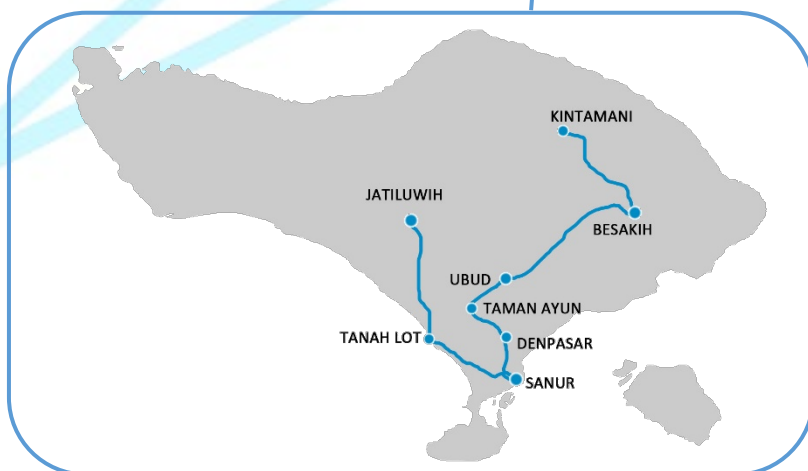 KINTAMANI
JATILUWIH
BESAKIH
UBUD
TAMAN AYUN
TANAH LOT
DENPASAR
SANUR